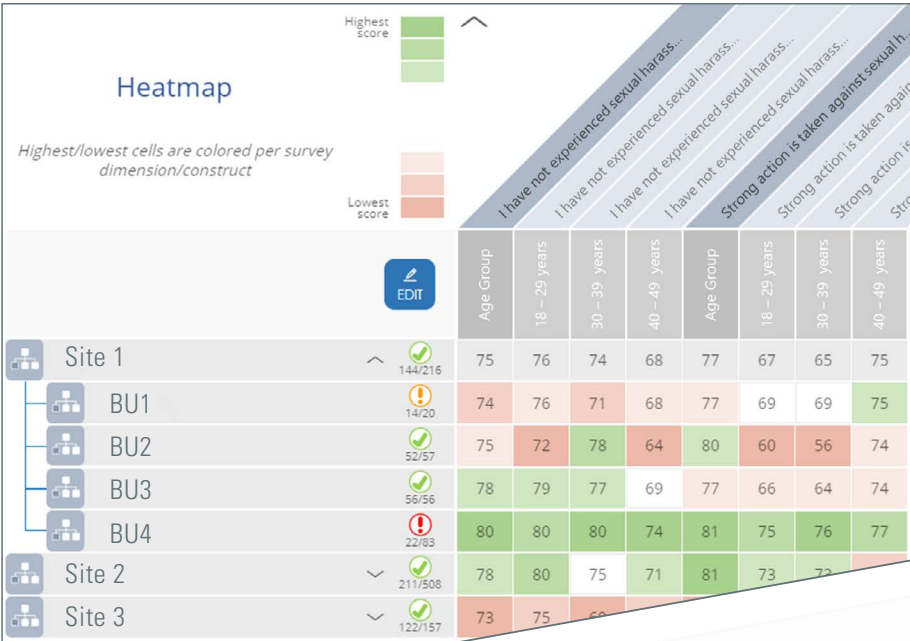 Highest
score
Heatmap
Highest/lowest cells are colored per survey
dimension/construct
Lowest
score
I have not experienced sexual harass...
I have not experienced sexual harass...
I have not experienced sexual harass...
I have not experienced sexual harass...
Strong action is taken against sexual h...
Strong action is taken again
Strong action is
EDIT
Age Group
18 – 29 years
30 – 39 years
40 – 49 years
Age Group
18 – 29 years
30 – 39 years
40 – 49 years
Site 1 144/216 75 76 74 68 77 67 65 75
BU1 14/20 74 76 71 68 77 69 69 75
BU2 52/57 75 72 78 64 80 60 56 74
BU3 56/56 78 79 77 69 77 66 64 74
BU4 22/83 80 80 80 74 81 75 76 77
Site 2 211/508 78 80 75 71 81 73
Site 3 122/157 73 75